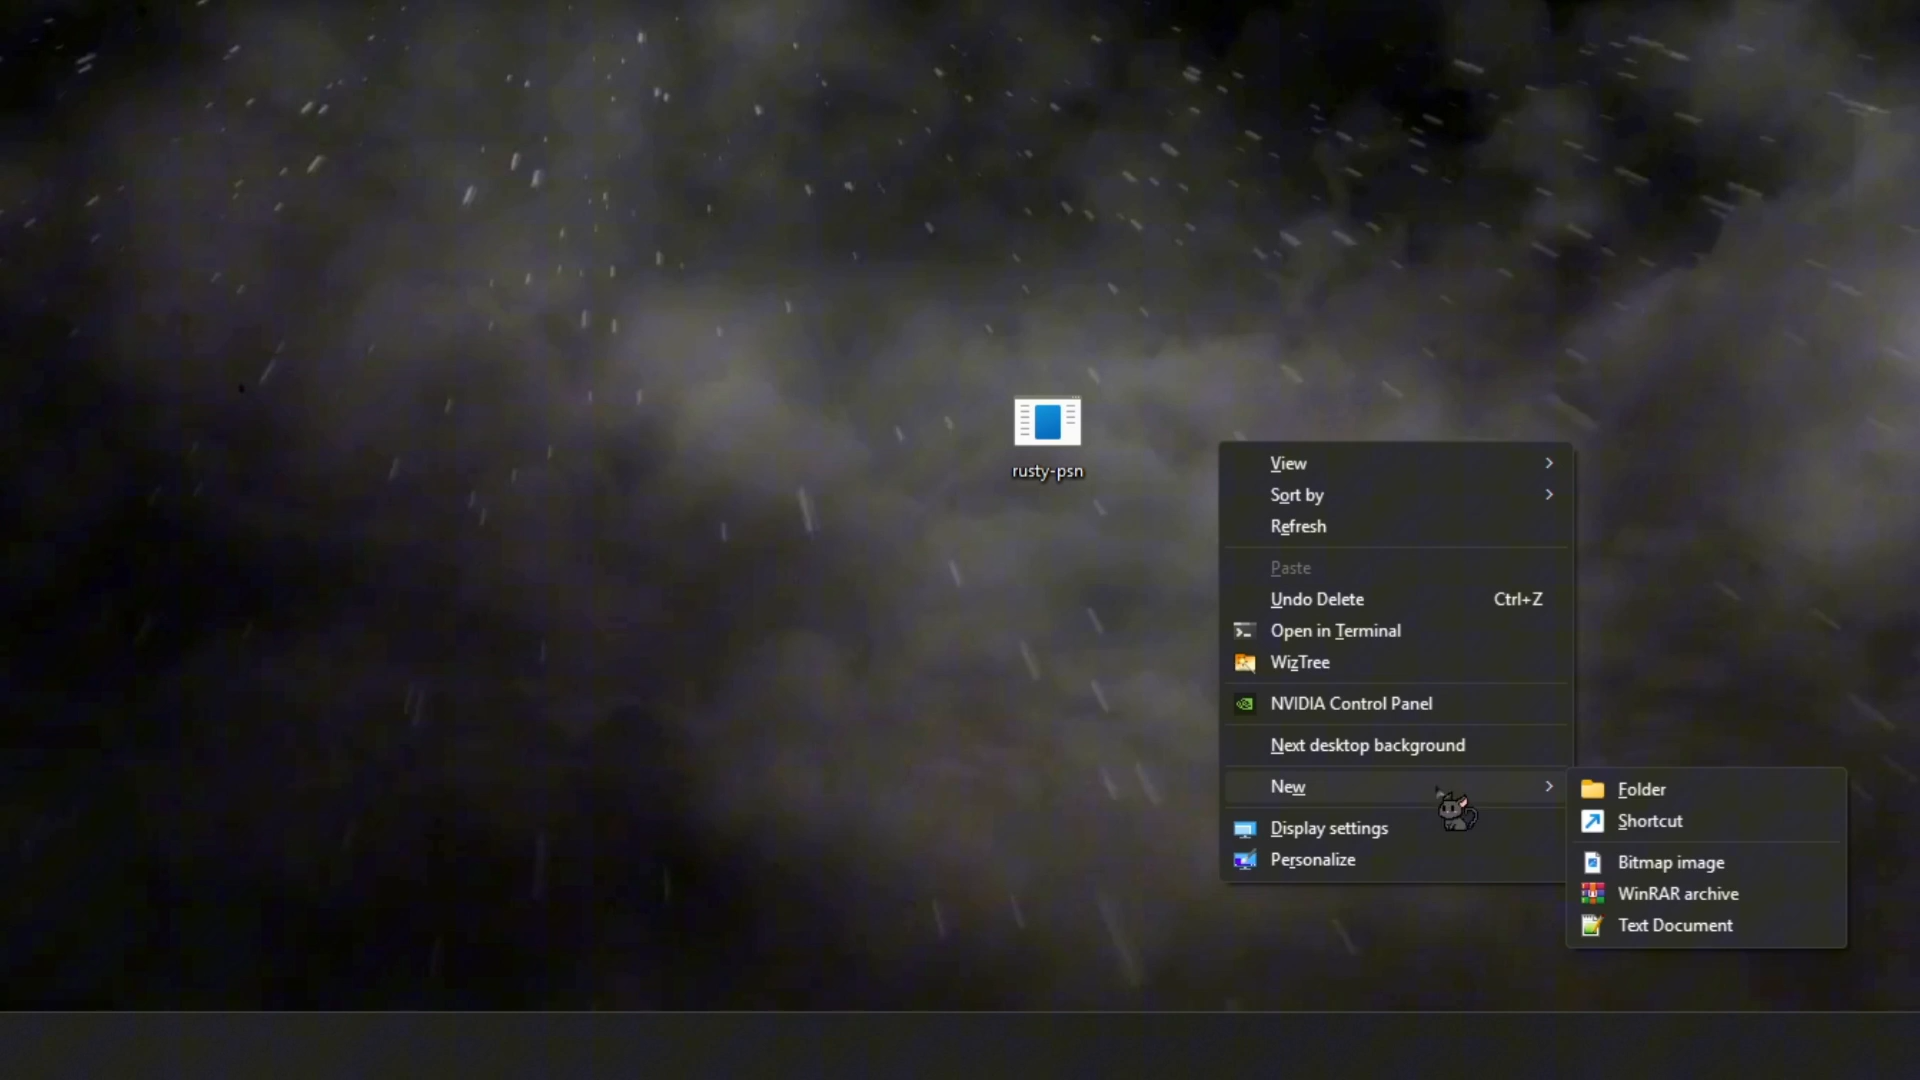 rusty-psn
View
Sort by
Refresh
Paste
Undo Delete Ctrl+Z
Open in Terminal
WizTree
NVIDIA Control Panel
Next desktop background
New
Display settings
Personalize
Folder
Shortcut
Bitmap image
WinRAR archive
Text Document